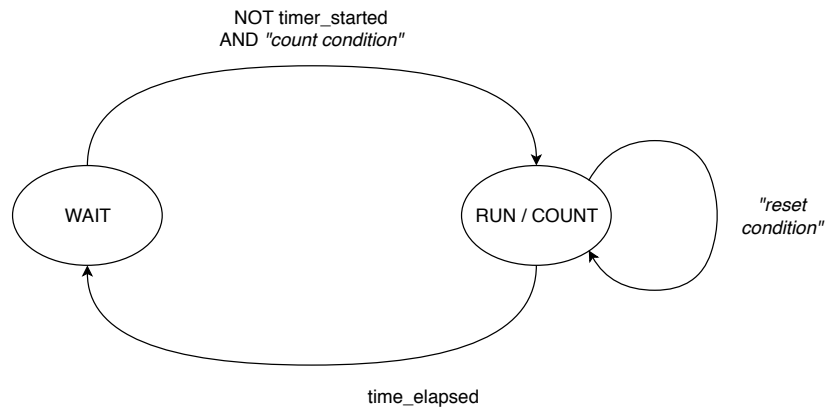 NOT timer_started
AND "count condition"
WAIT
RUN / COUNT
"reset
condition"
time_elapsed